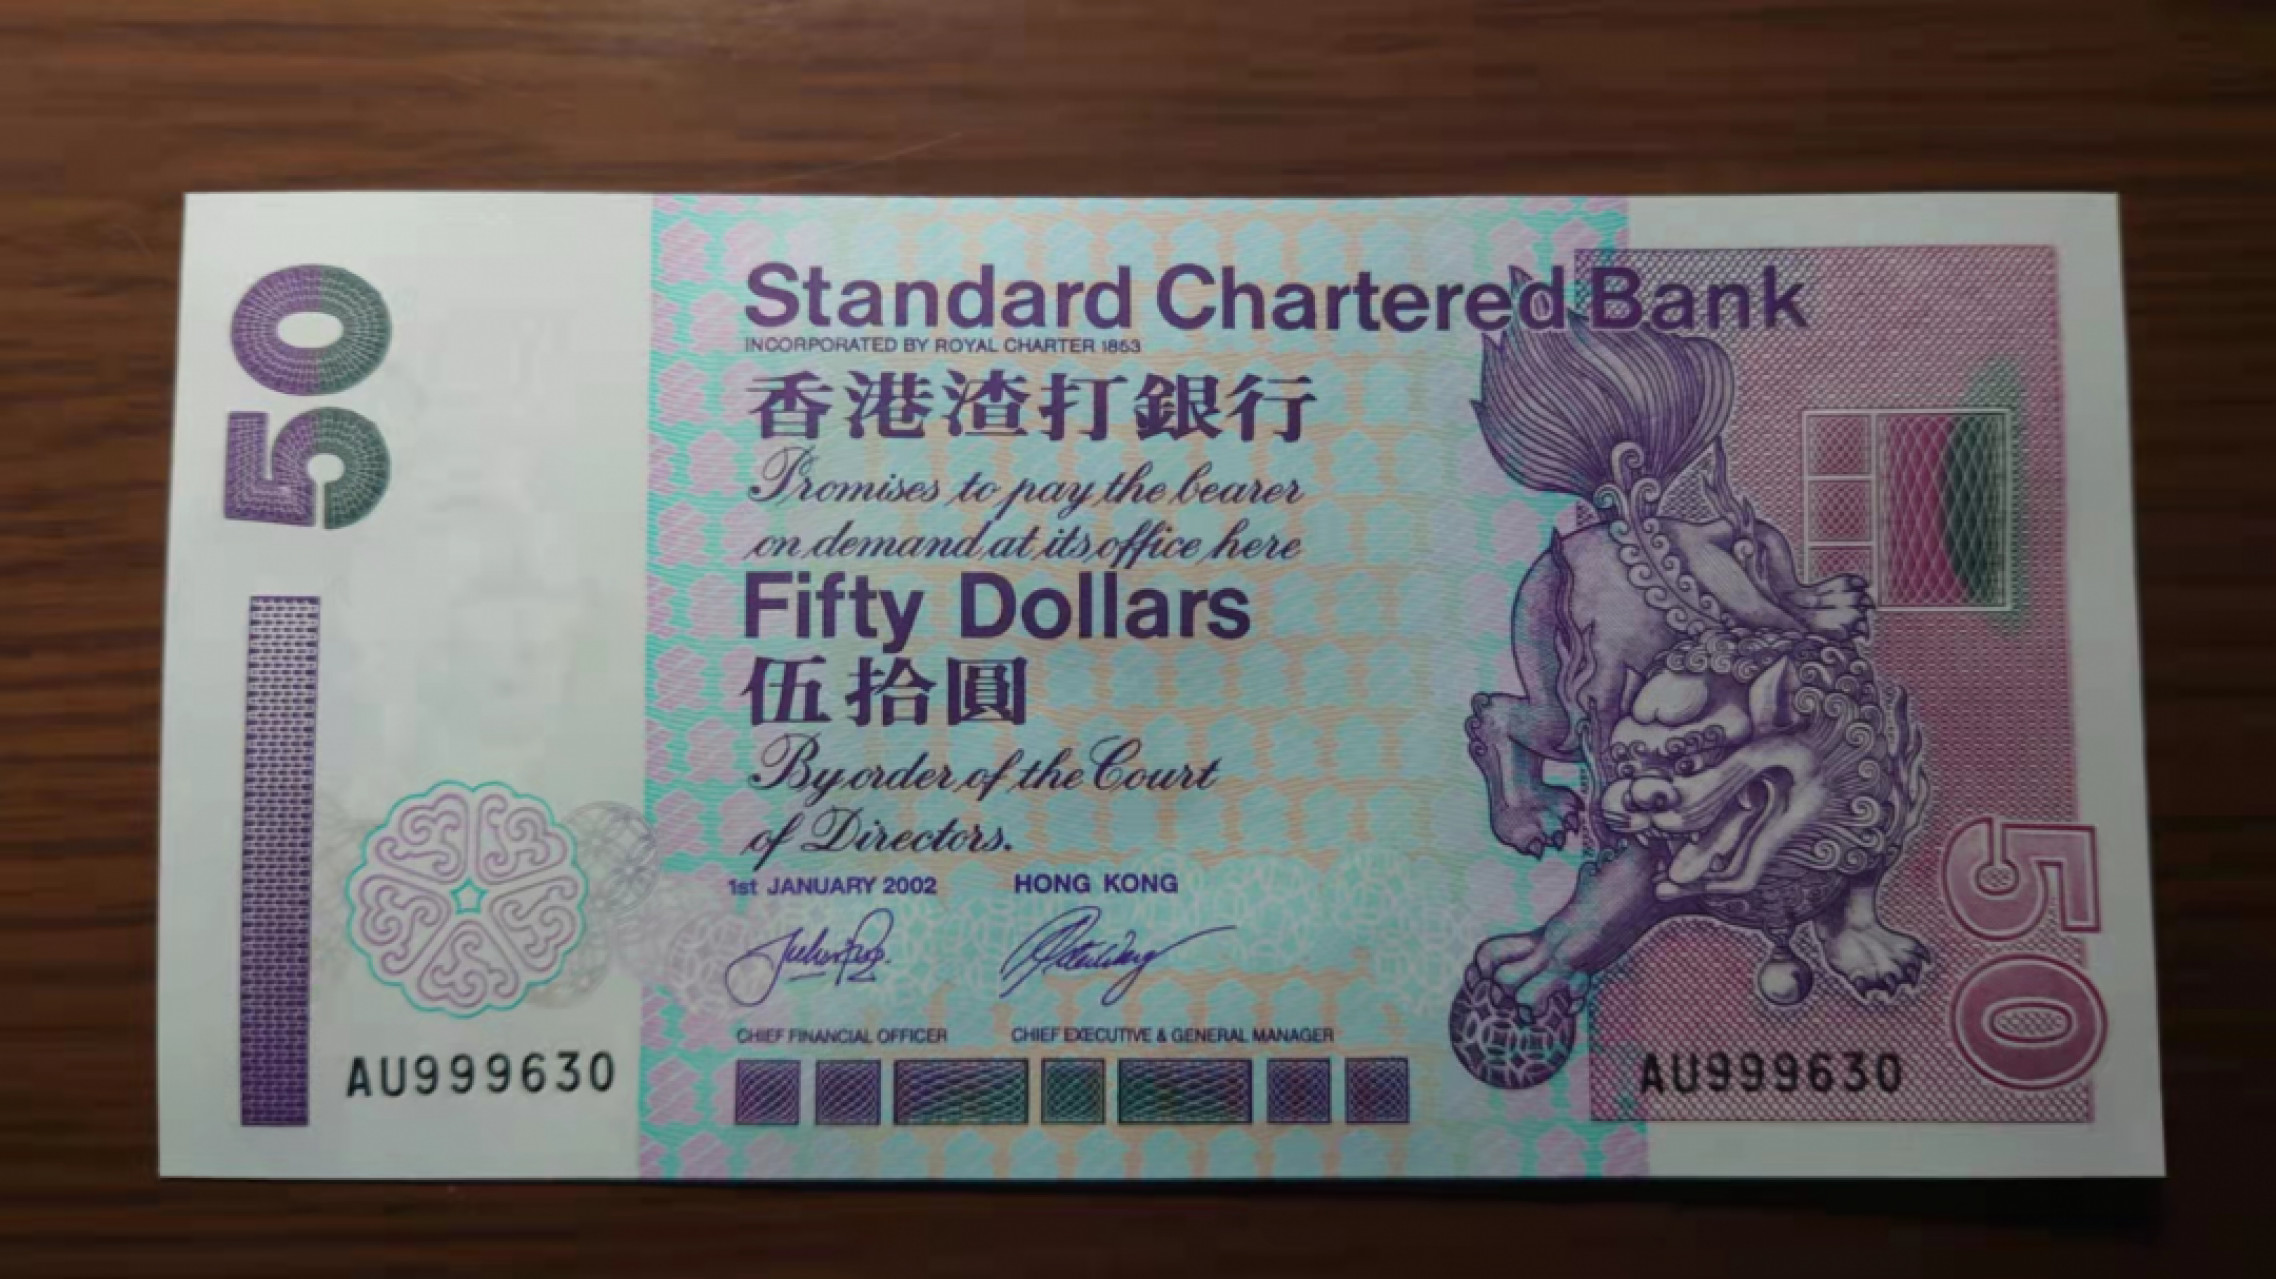 50
Standard Chartered Bank
INCORPORATED BY ROYAL CHARTER 1853
香港渣打銀行
Promises to pay the bearer
on demand at its office here
Fifty Dollars
伍拾圓
By order of the Court
of Directors.
1st JANUARY 2002 HONG KONG
CHIEF FINANCIAL OFFICER CHIEF EXECUTIVE & GENERAL MANAGER
AU999630
AU999630
50